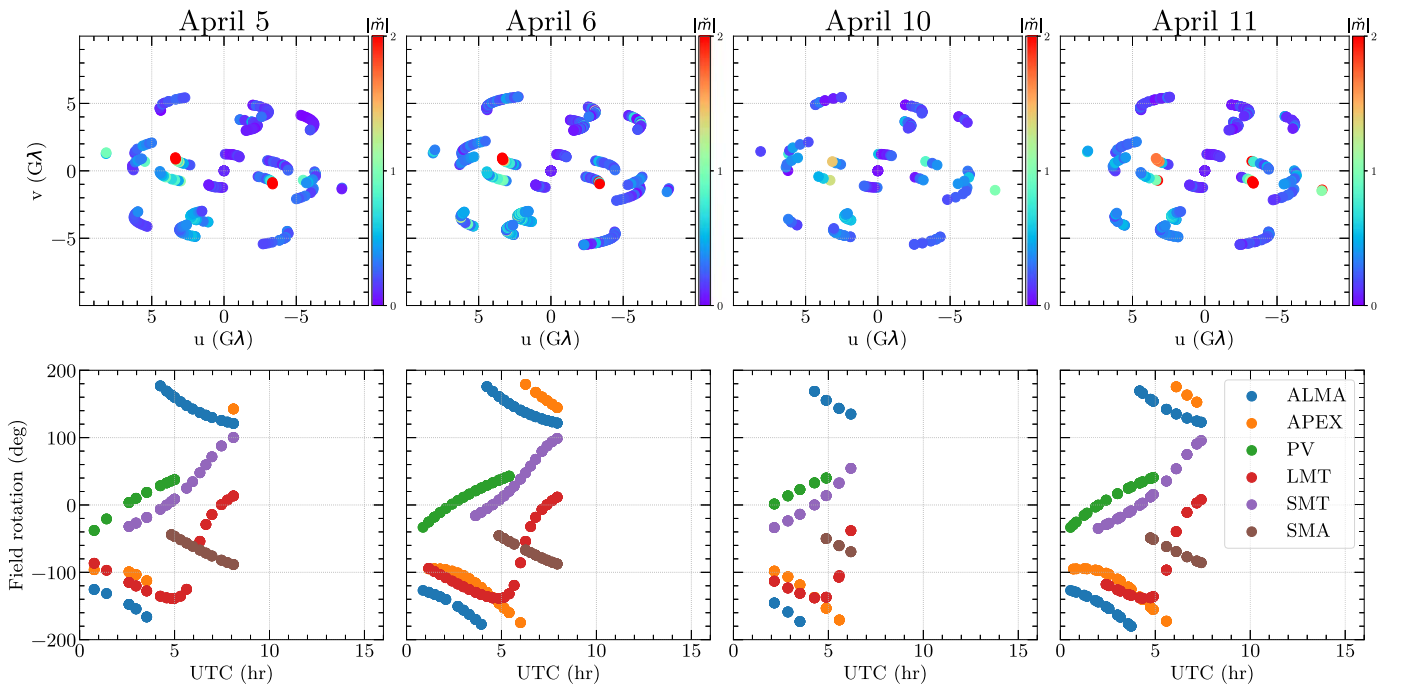 April 5
April 6
April 10
April 11
|m̆|
|m̆|
|m̆|
|m̆|
v (Gλ)
5
0
−5
2
1
0
2
1
0
2
1
0
2
1
0
5 0 −5
5 0 −5
5 0 −5
5 0 −5
u (Gλ)
u (Gλ)
u (Gλ)
u (Gλ)
Field rotation (deg)
200
100
0
−100
−200
ALMA
APEX
PV
LMT
SMT
SMA
0 5 10 15
0 5 10 15
0 5 10 15
0 5 10 15
UTC (hr)
UTC (hr)
UTC (hr)
UTC (hr)